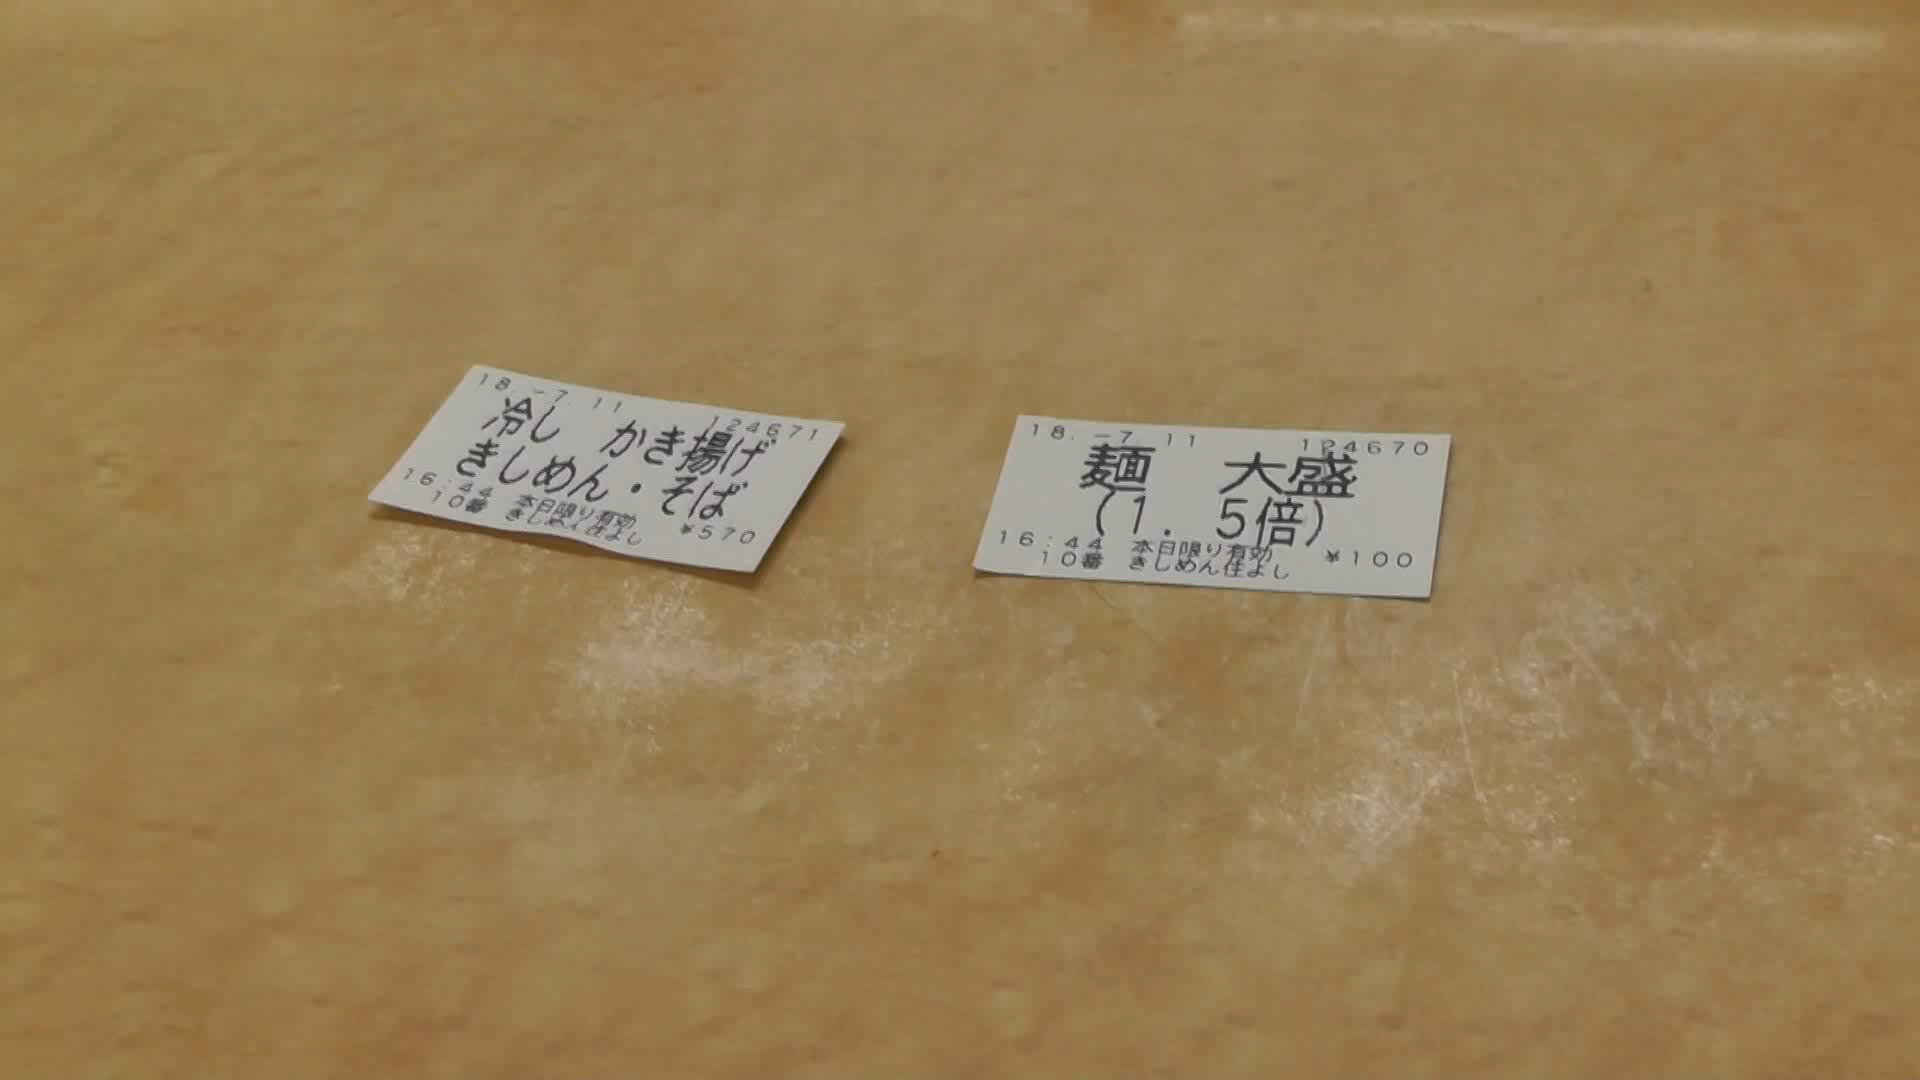 18.-7.11
124671
冷し かき揚げ
きしめん・そば
16:44 本日限り有効 ¥570
10番 きしめん住よし
18.-7.11
124670
麺 大盛
(1.5倍)
16:44 本日限り有効 ¥100
10番 きしめん住よし